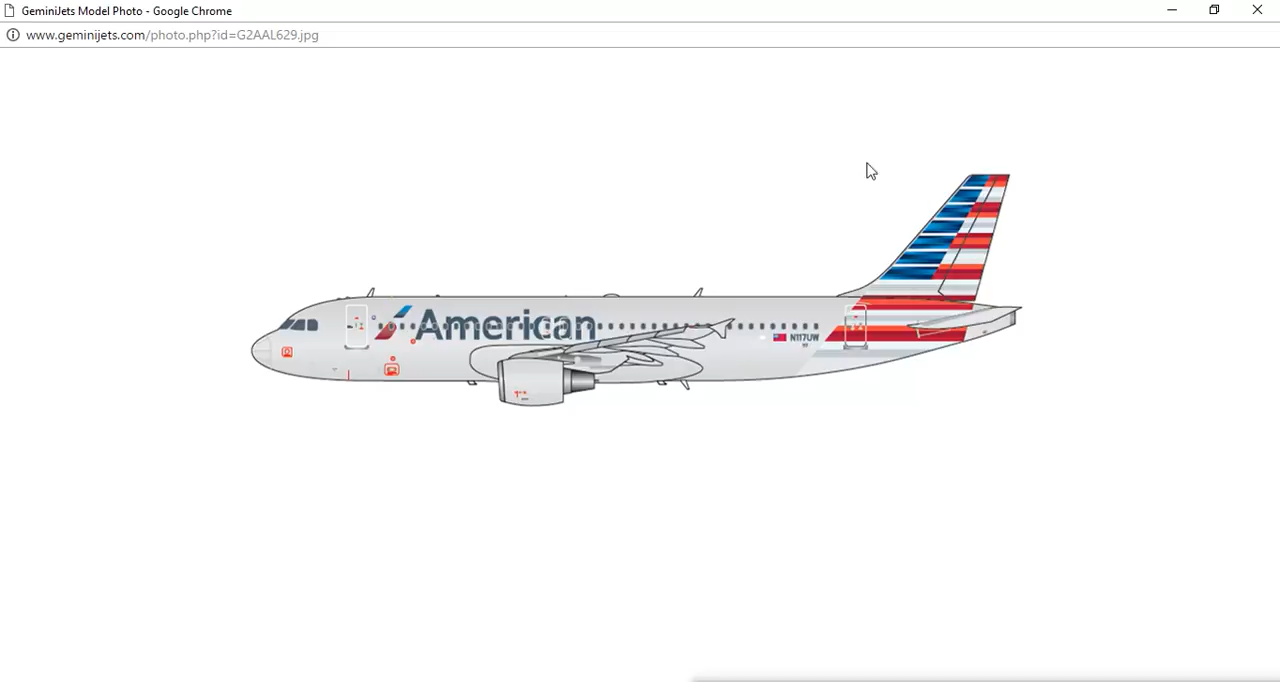 GeminiJets Model Photo - Google Chrome
www.geminijets.com/photo.php?id=G2AAL629.jpg
American
N117UW